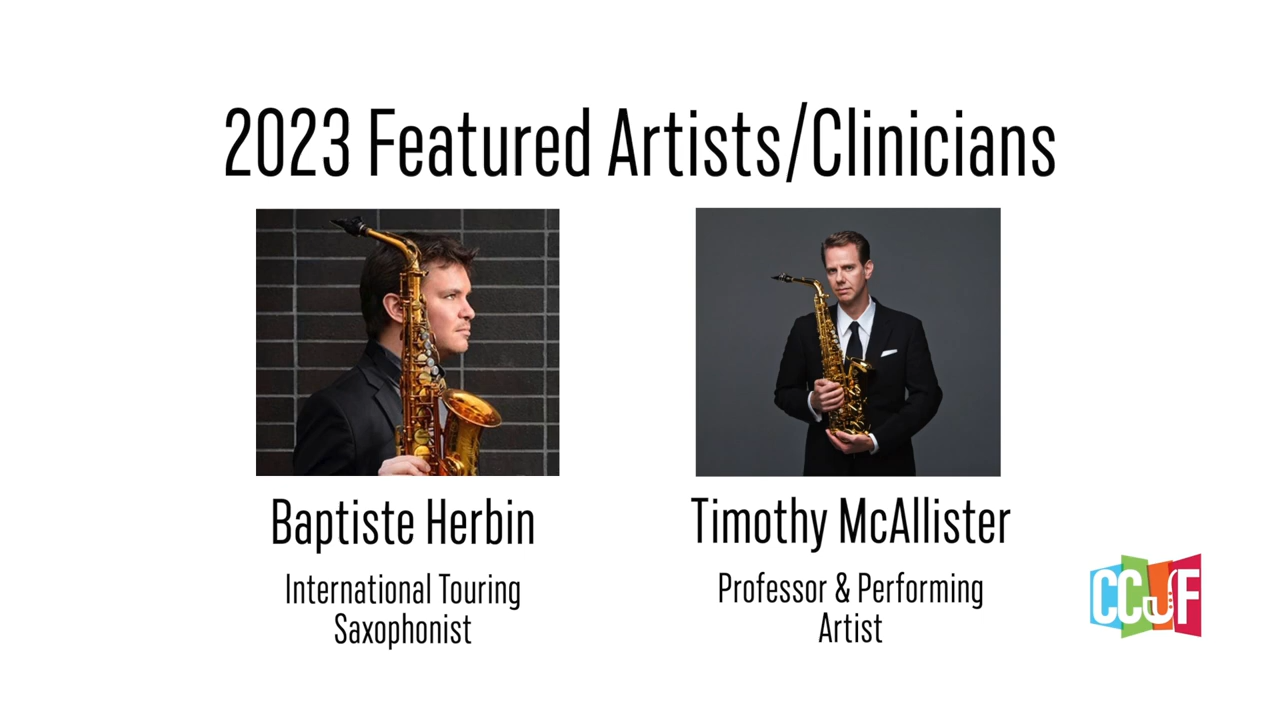 2023 Featured Artists/Clinicians
Baptiste Herbin
International Touring
Saxophonist
Timothy McAllister
Professor & Performing
Artist
CCJF